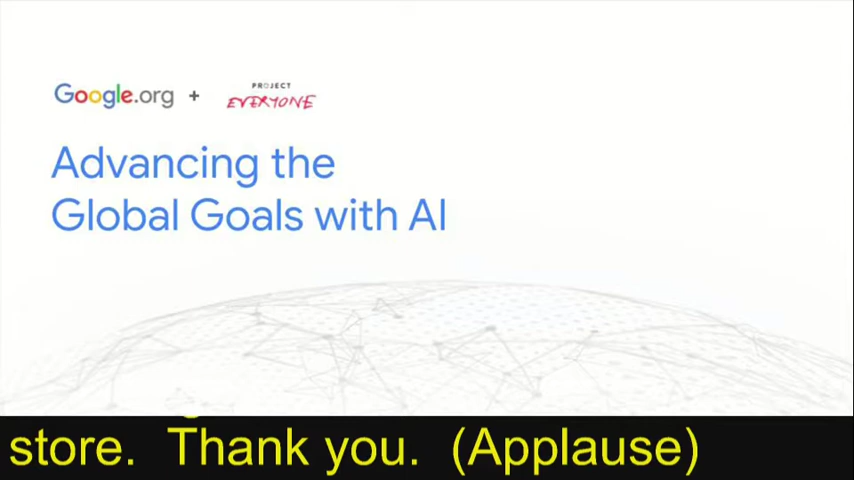 Google.org + PROJECT EVERYONE
Advancing the
Global Goals with AI
store. Thank you. (Applause)